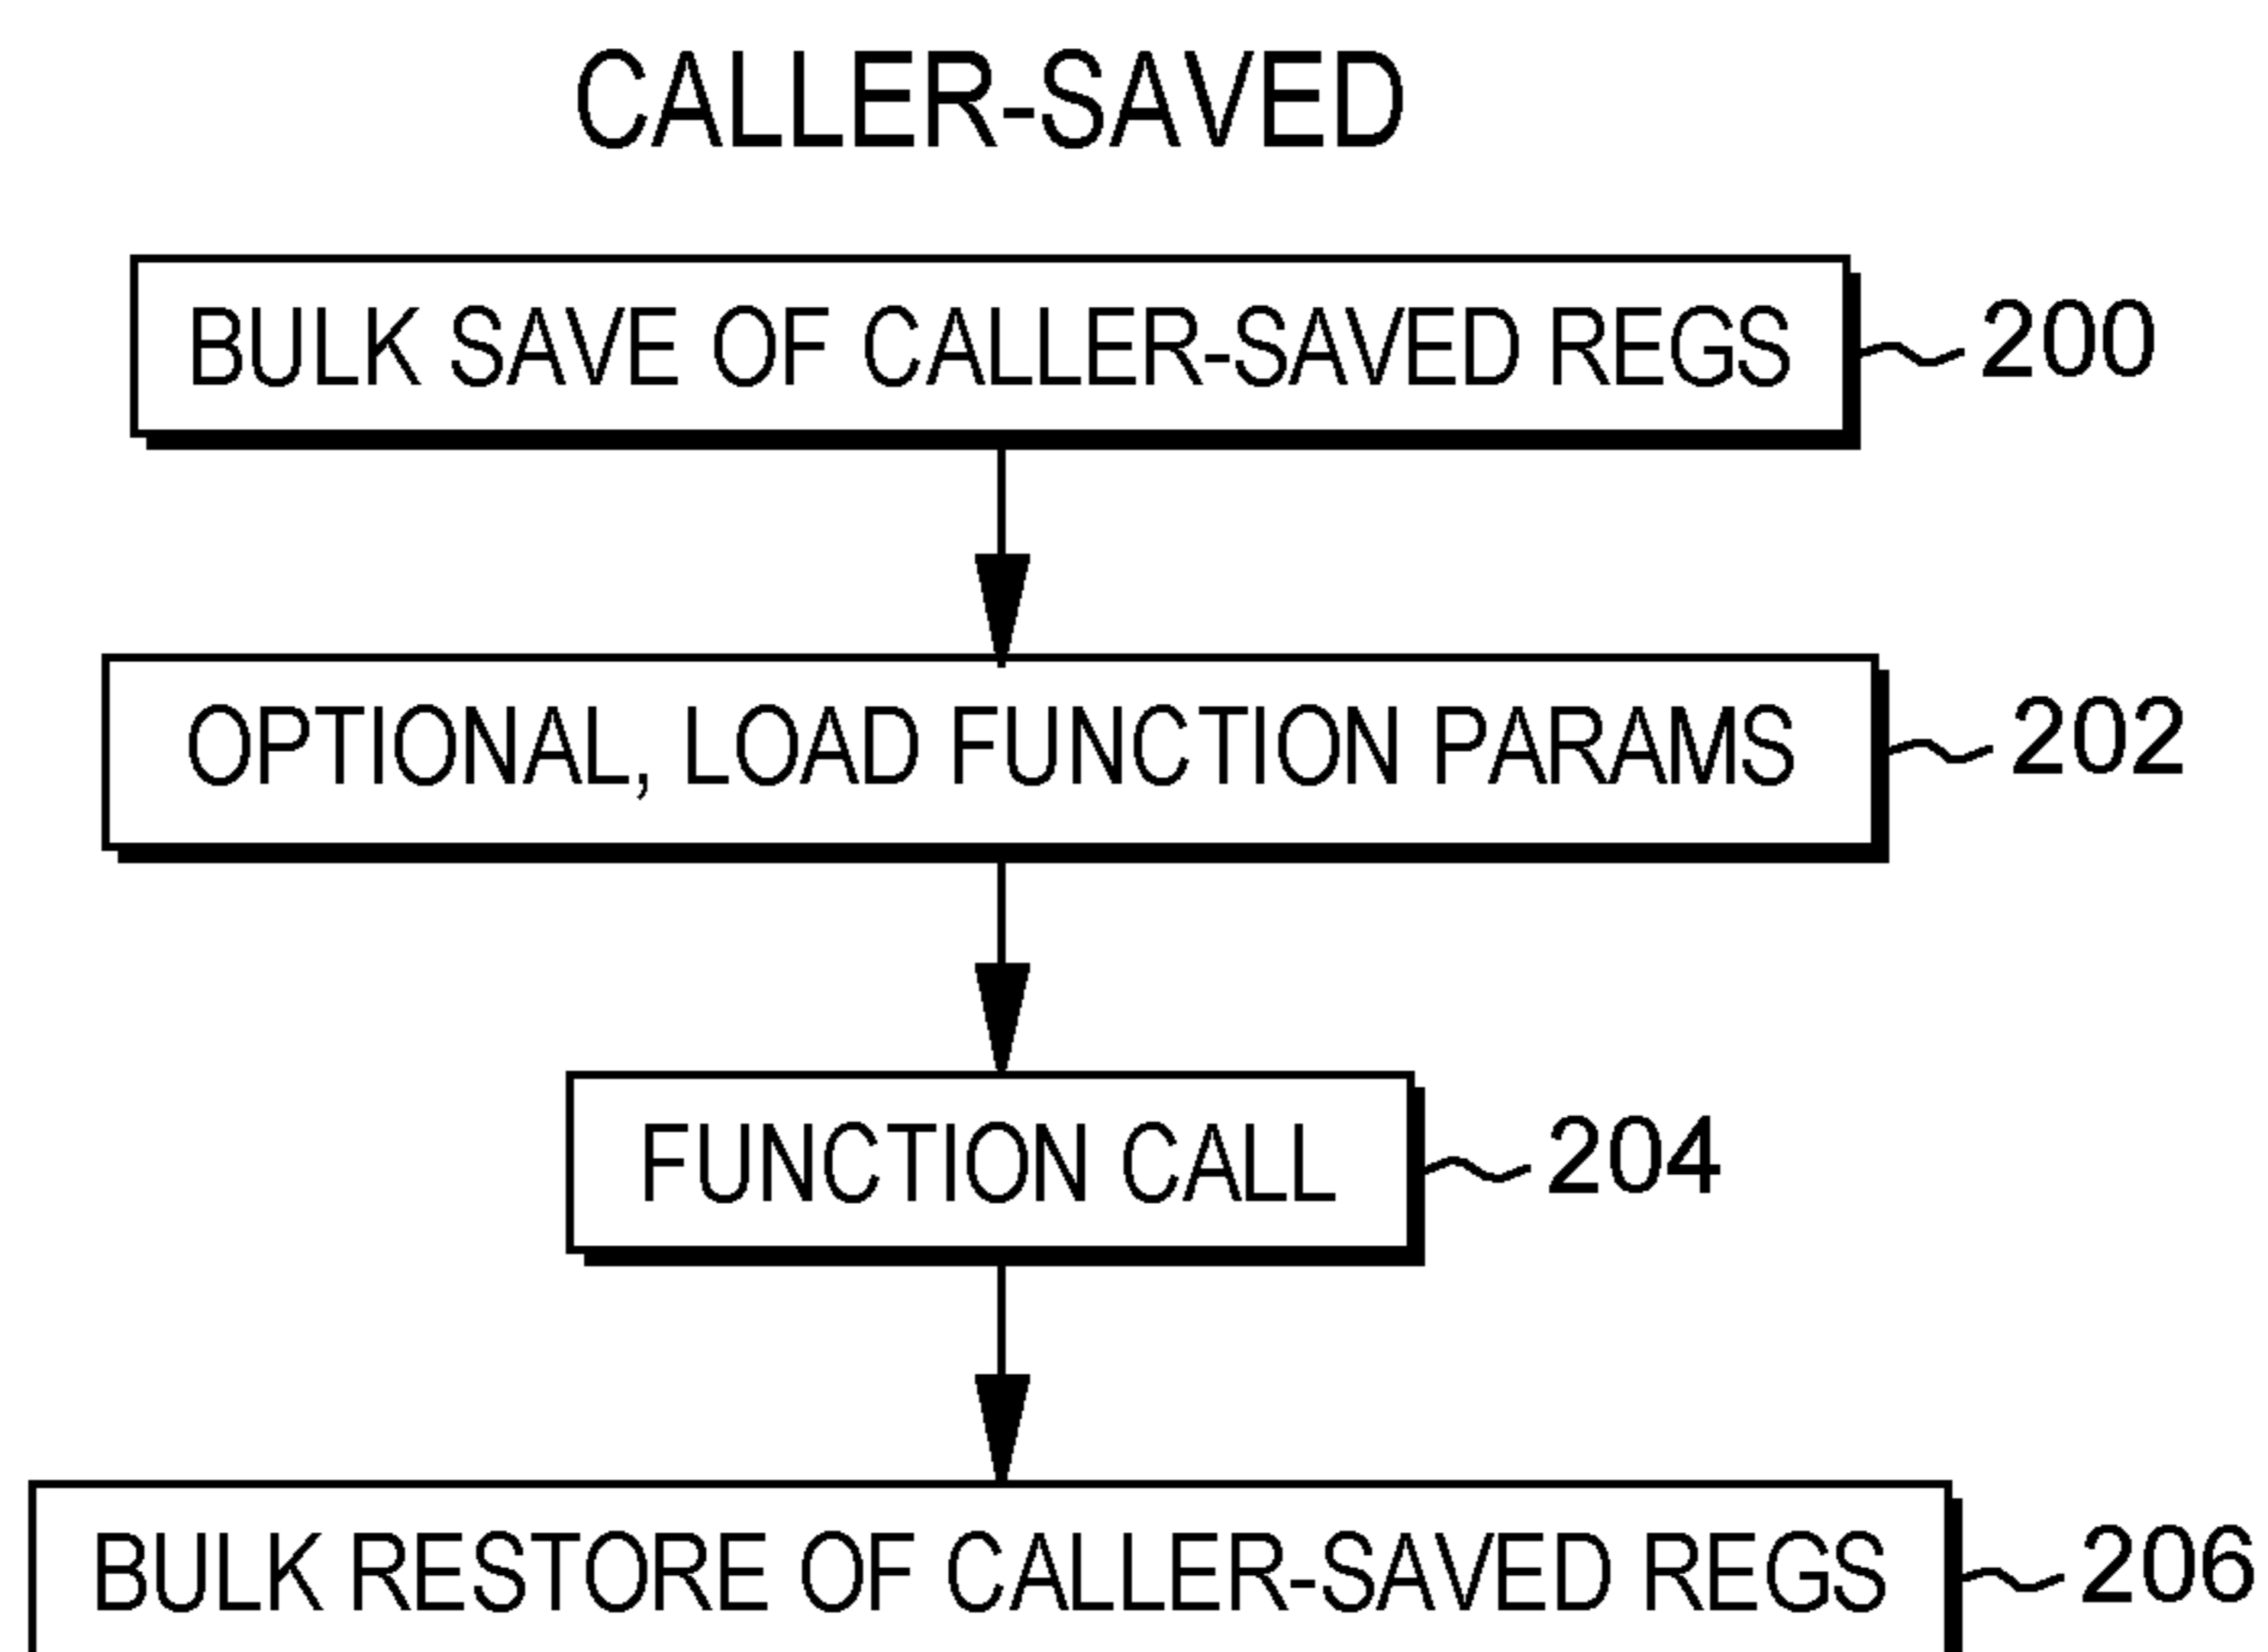 CALLER-SAVED
BULK SAVE OF CALLER-SAVED REGS 200
OPTIONAL, LOAD FUNCTION PARAMS 202
FUNCTION CALL 204
BULK RESTORE OF CALLER-SAVED REGS 206